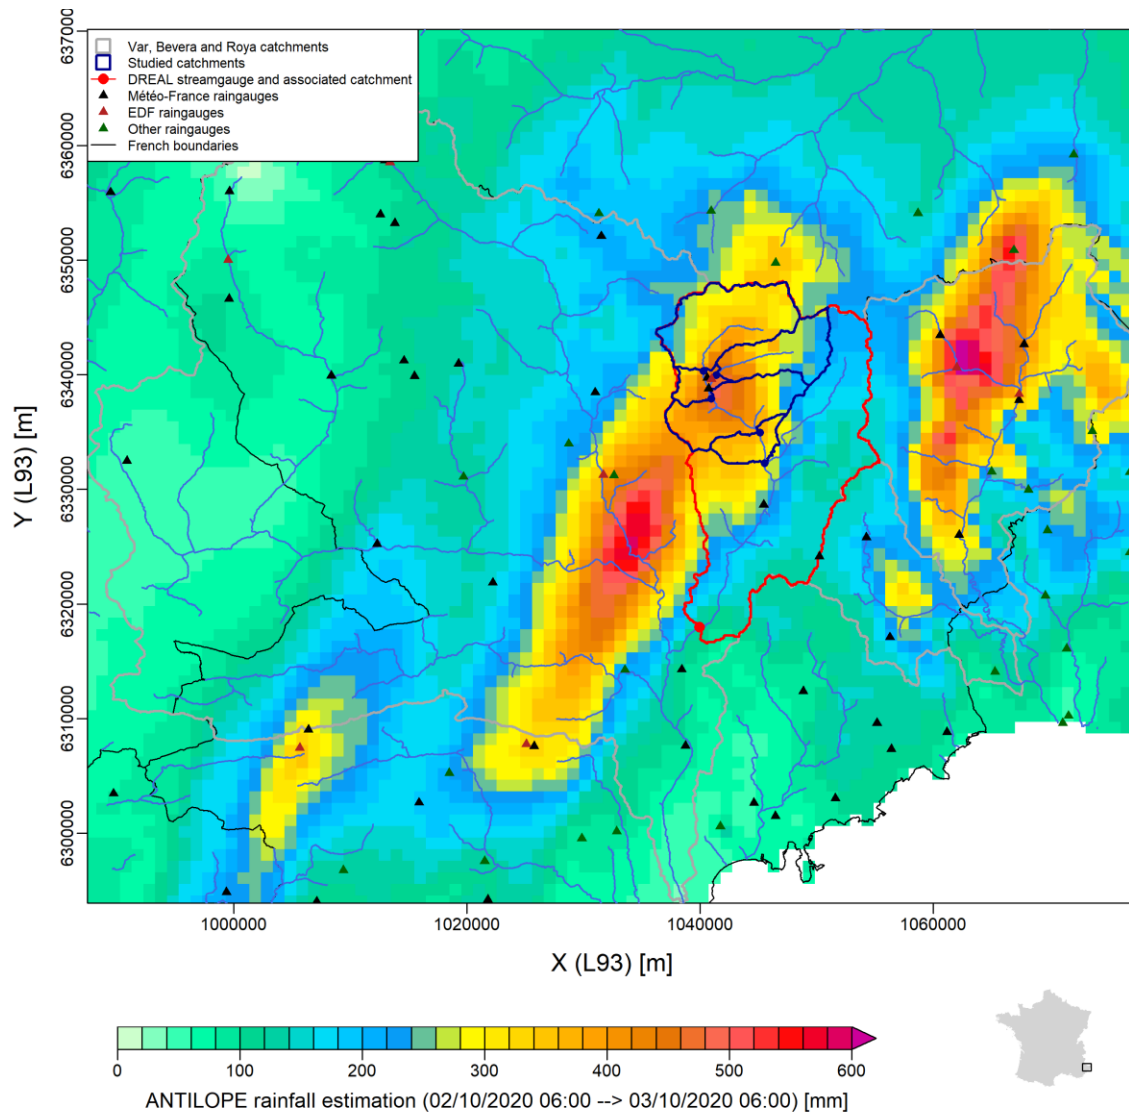 Var, Bevera and Roya catchments
Studied catchments
DREAL streamgauge and associated catchment
Météo-France raingauges
EDF raingauges
Other raingauges
French boundaries
6370000
6360000
6350000
6340000
6330000
6320000
6310000
6300000
Y (L93) [m]
1000000 1020000 1040000 1060000
X (L93) [m]
0 100 200 300 400 500 600
ANTILOPE rainfall estimation (02/10/2020 06:00 --> 03/10/2020 06:00) [mm]